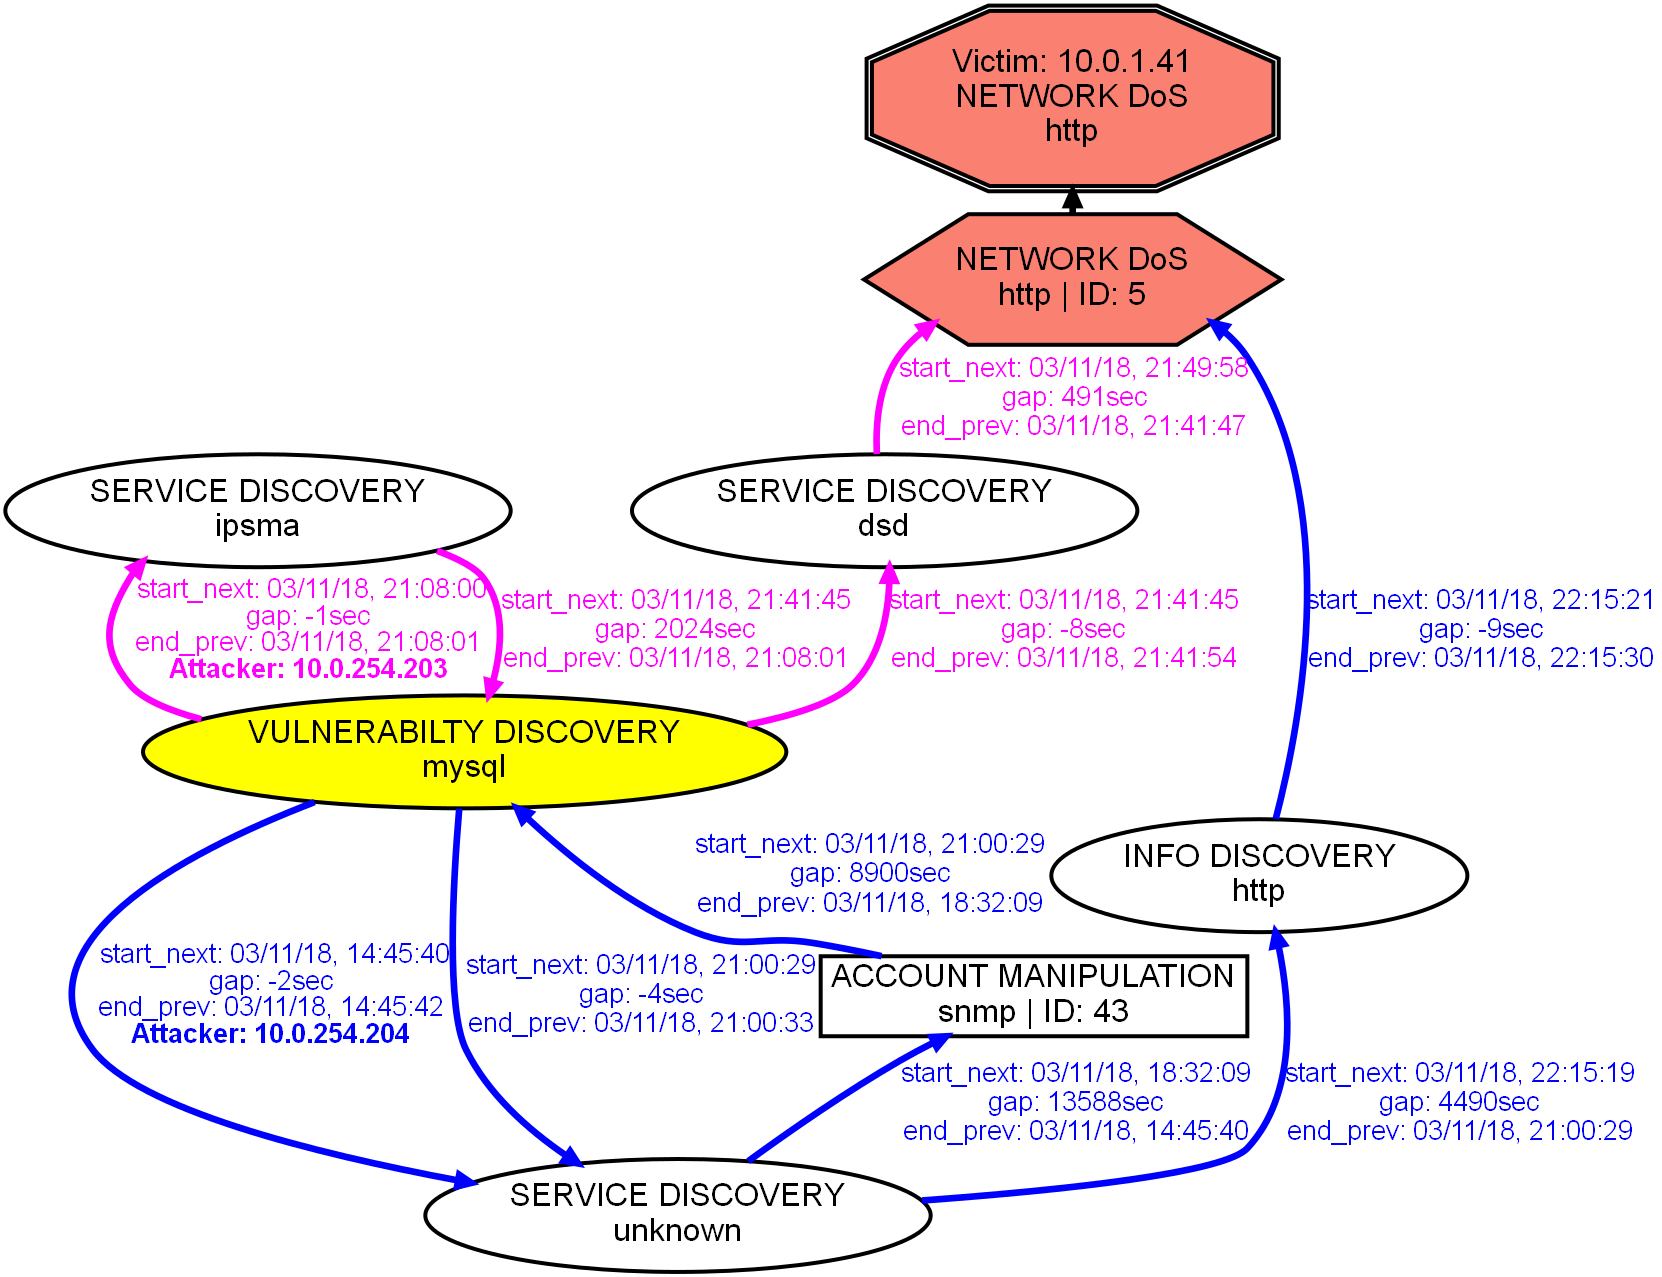 Victim: 10.0.1.41
NETWORK DoS
http
NETWORK DoS
http | ID: 5
start_next: 03/11/18, 21:49:58
gap: 491sec
end_prev: 03/11/18, 21:41:47
SERVICE DISCOVERY
ipsma
SERVICE DISCOVERY
dsd
start_next: 03/11/18, 21:08:00
gap: -1sec
end_prev: 03/11/18, 21:08:01
Attacker: 10.0.254.203
start_next: 03/11/18, 21:41:45
gap: 2024sec
end_prev: 03/11/18, 21:08:01
start_next: 03/11/18, 21:41:45
gap: -8sec
end_prev: 03/11/18, 21:41:54
start_next: 03/11/18, 22:15:21
gap: -9sec
end_prev: 03/11/18, 22:15:30
VULNERABILTY DISCOVERY
mysql
start_next: 03/11/18, 21:00:29
gap: 8900sec
end_prev: 03/11/18, 18:32:09
INFO DISCOVERY
http
start_next: 03/11/18, 14:45:40
gap: -2sec
end_prev: 03/11/18, 14:45:42
Attacker: 10.0.254.204
start_next: 03/11/18, 21:00:29
gap: -4sec
end_prev: 03/11/18, 21:00:33
ACCOUNT MANIPULATION
snmp | ID: 43
start_next: 03/11/18, 18:32:09
gap: 13588sec
end_prev: 03/11/18, 14:45:40
start_next: 03/11/18, 22:15:19
gap: 4490sec
end_prev: 03/11/18, 21:00:29
SERVICE DISCOVERY
unknown